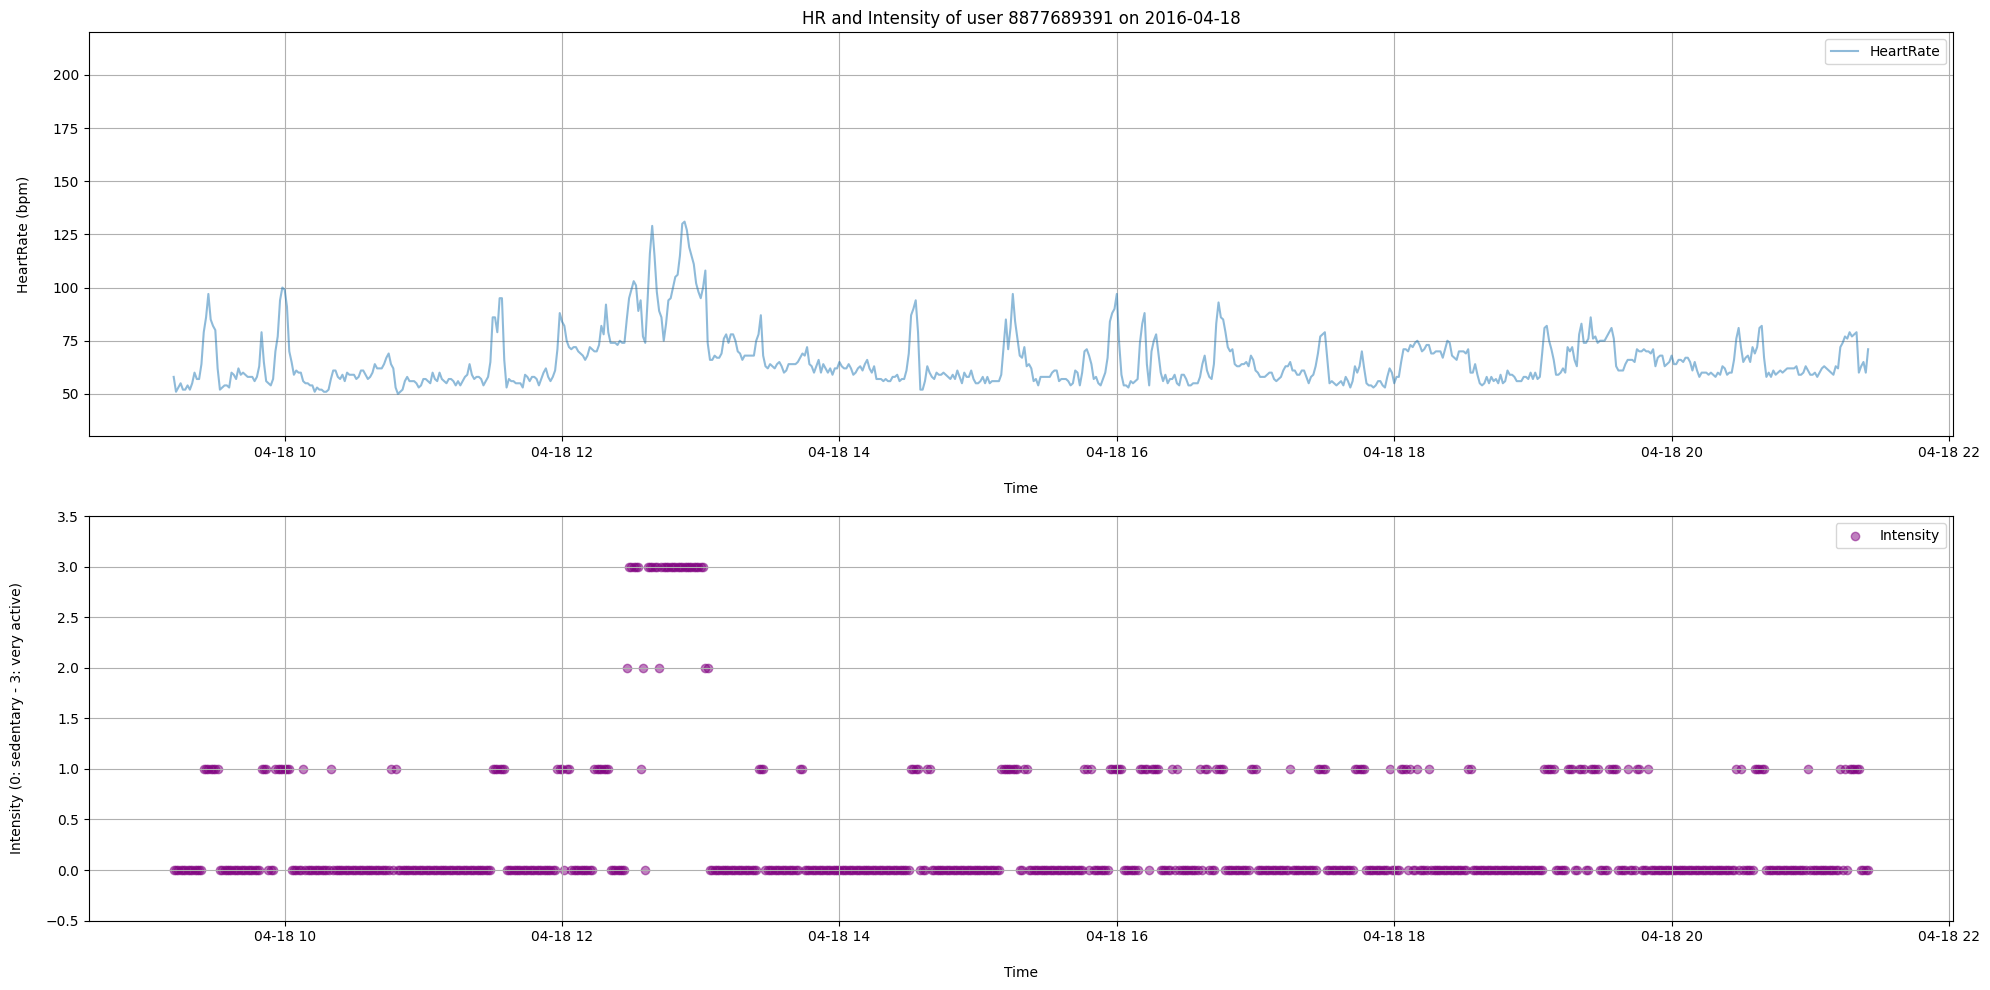 HR and Intensity of user 8877689391 on 2016-04-18
HeartRate
200
175
150
125
100
75
50
HeartRate (bpm)
04-18 10 04-18 12 04-18 14 04-18 16 04-18 18 04-18 20 04-18 22
Time
Intensity
3.5
3.0
2.5
2.0
1.5
1.0
0.5
0.0
−0.5
Intensity (0: sedentary - 3: very active)
04-18 10 04-18 12 04-18 14 04-18 16 04-18 18 04-18 20 04-18 22
Time